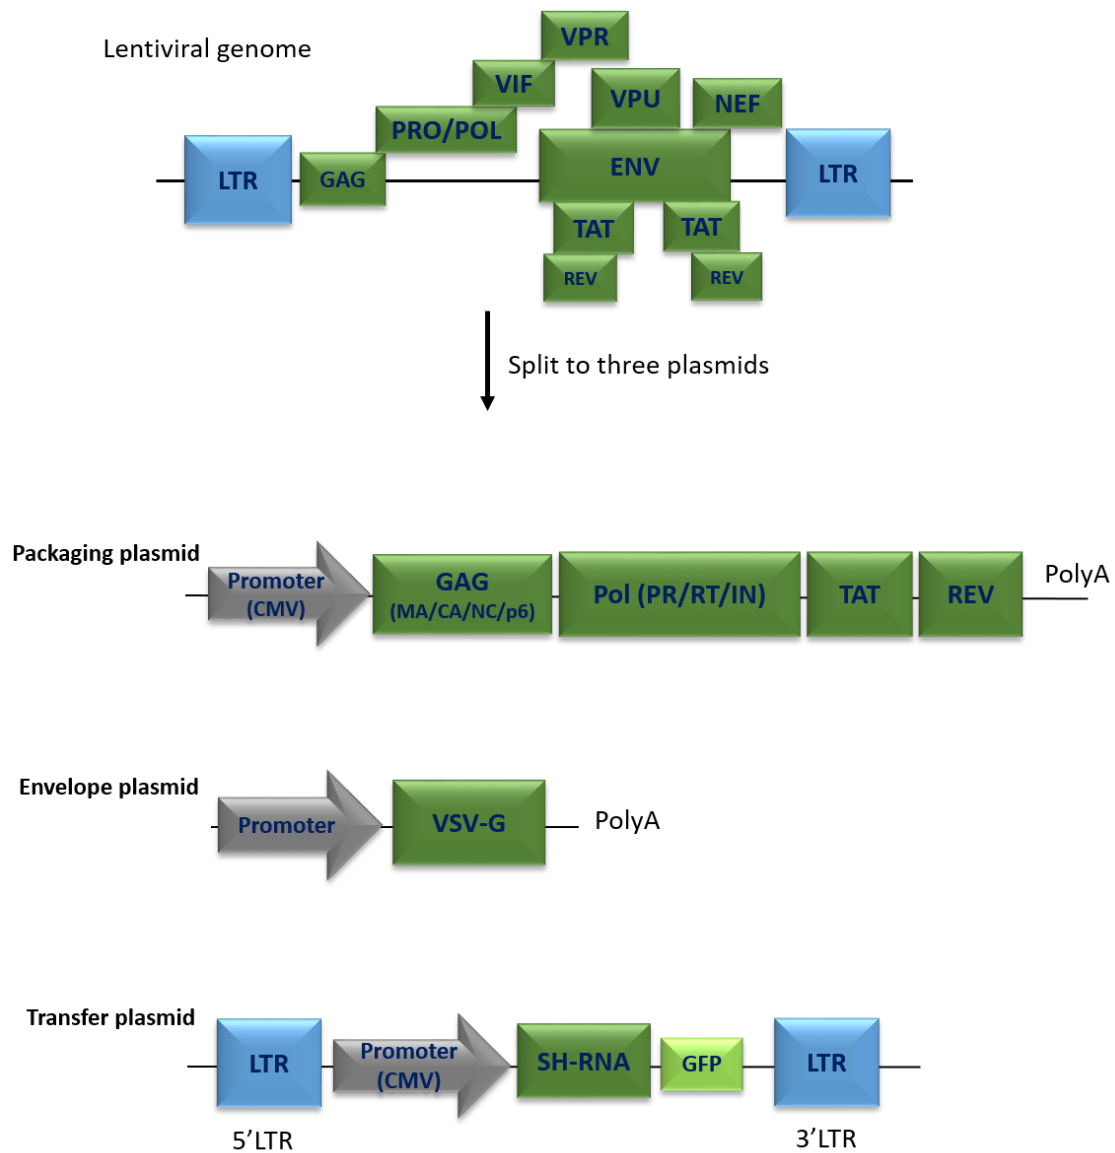 Lentiviral genome
VPR
VIF
VPU
NEF
PRO/POL
LTR
GAG
ENV
LTR
TAT
TAT
REV
REV
Split to three plasmids
Packaging plasmid
Promoter
(CMV)
GAG
(MA/CA/NC/p6)
Pol (PR/RT/IN)
TAT
REV
PolyA
Envelope plasmid
Promoter
VSV-G
PolyA
Transfer plasmid
LTR
Promoter
(CMV)
SH-RNA
GFP
LTR
5’LTR
3’LTR